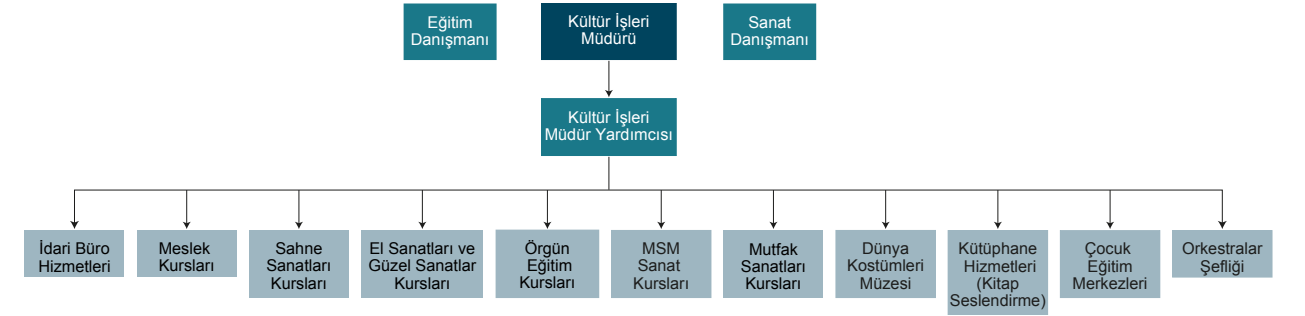 Eğitim
Danışmanı
Kültür İşleri
Müdürü
Sanat
Danışmanı
Kültür İşleri
Müdür Yardımcısı
İdari Büro
Hizmetleri
Meslek
Kursları
Sahne
Sanatları
Kursları
El Sanatları ve
Güzel Sanatlar
Kursları
Örgün
Eğitim
Kursları
MSM
Sanat
Kursları
Mutfak
Sanatları
Kursları
Dünya
Kostümleri
Müzesi
Kütüphane
Hizmetleri
(Kitap
Seslendirme)
Çocuk
Eğitim
Merkezleri
Orkestralar
Şefliği